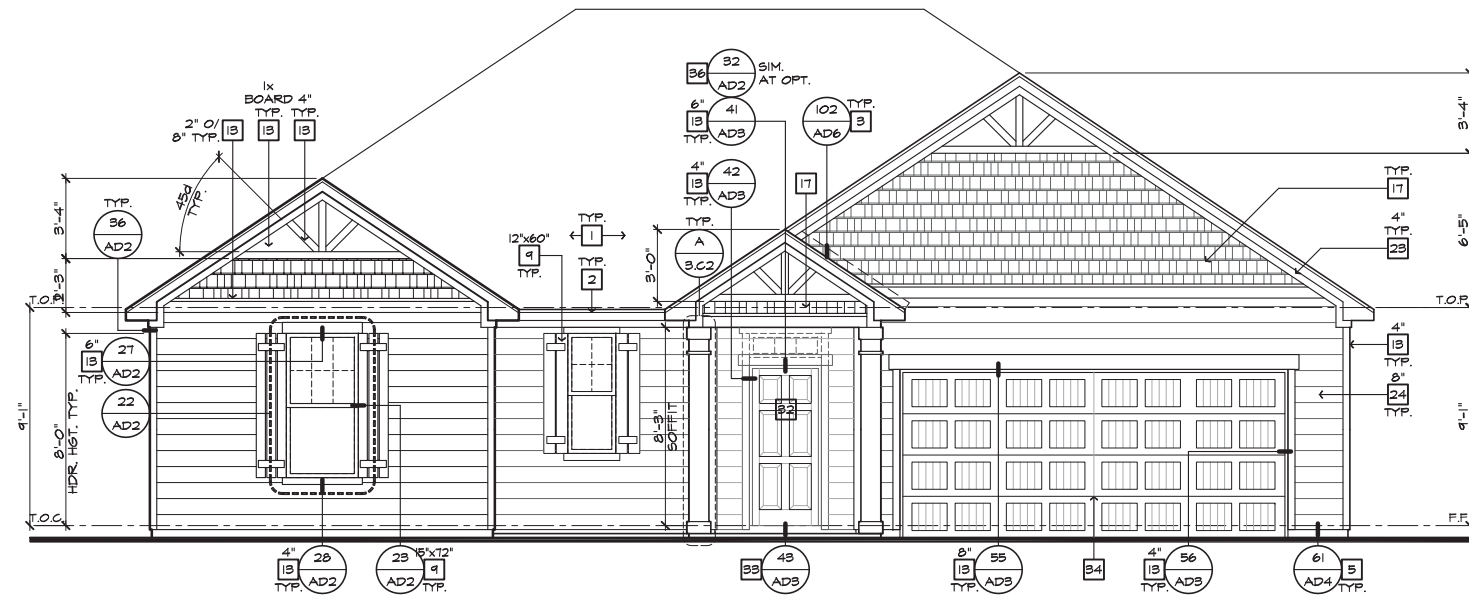 32
AD2
36
SIM.
AT OPT.
1x
BOARD 4"
TYP. TYP.
2" O/
8" TYP.
13
13
13
6"
13
TYP.
41
AD3
102
AD6
TYP.
3
45d
TYP.
4"
13
TYP.
42
AD3
17
TYP.
17
3'-4"
TYP.
36
AD2
3'-4"
TYP.
1
TYP.
A
3.C2
4"
23
TYP.
6'-5"
12"x60"
9
TYP.
TYP.
2
3'-0"
2'-3"
T.O.P.
T.O.P.
6"
13
TYP.
27
AD2
22
AD2
4"
13
TYP.
8"
24
TYP.
9'-1"
8'-0"
HDR. HGT. TYP.
8'-3"
SOFFIT
32
9'-1"
T.O.C.
F.F.
4"
13
TYP.
28
AD2
23
AD2
15"x72"
9
TYP.
33
43
AD3
8"
13
TYP.
55
AD3
34
4"
13
TYP.
56
AD3
61
AD4
5
TYP.